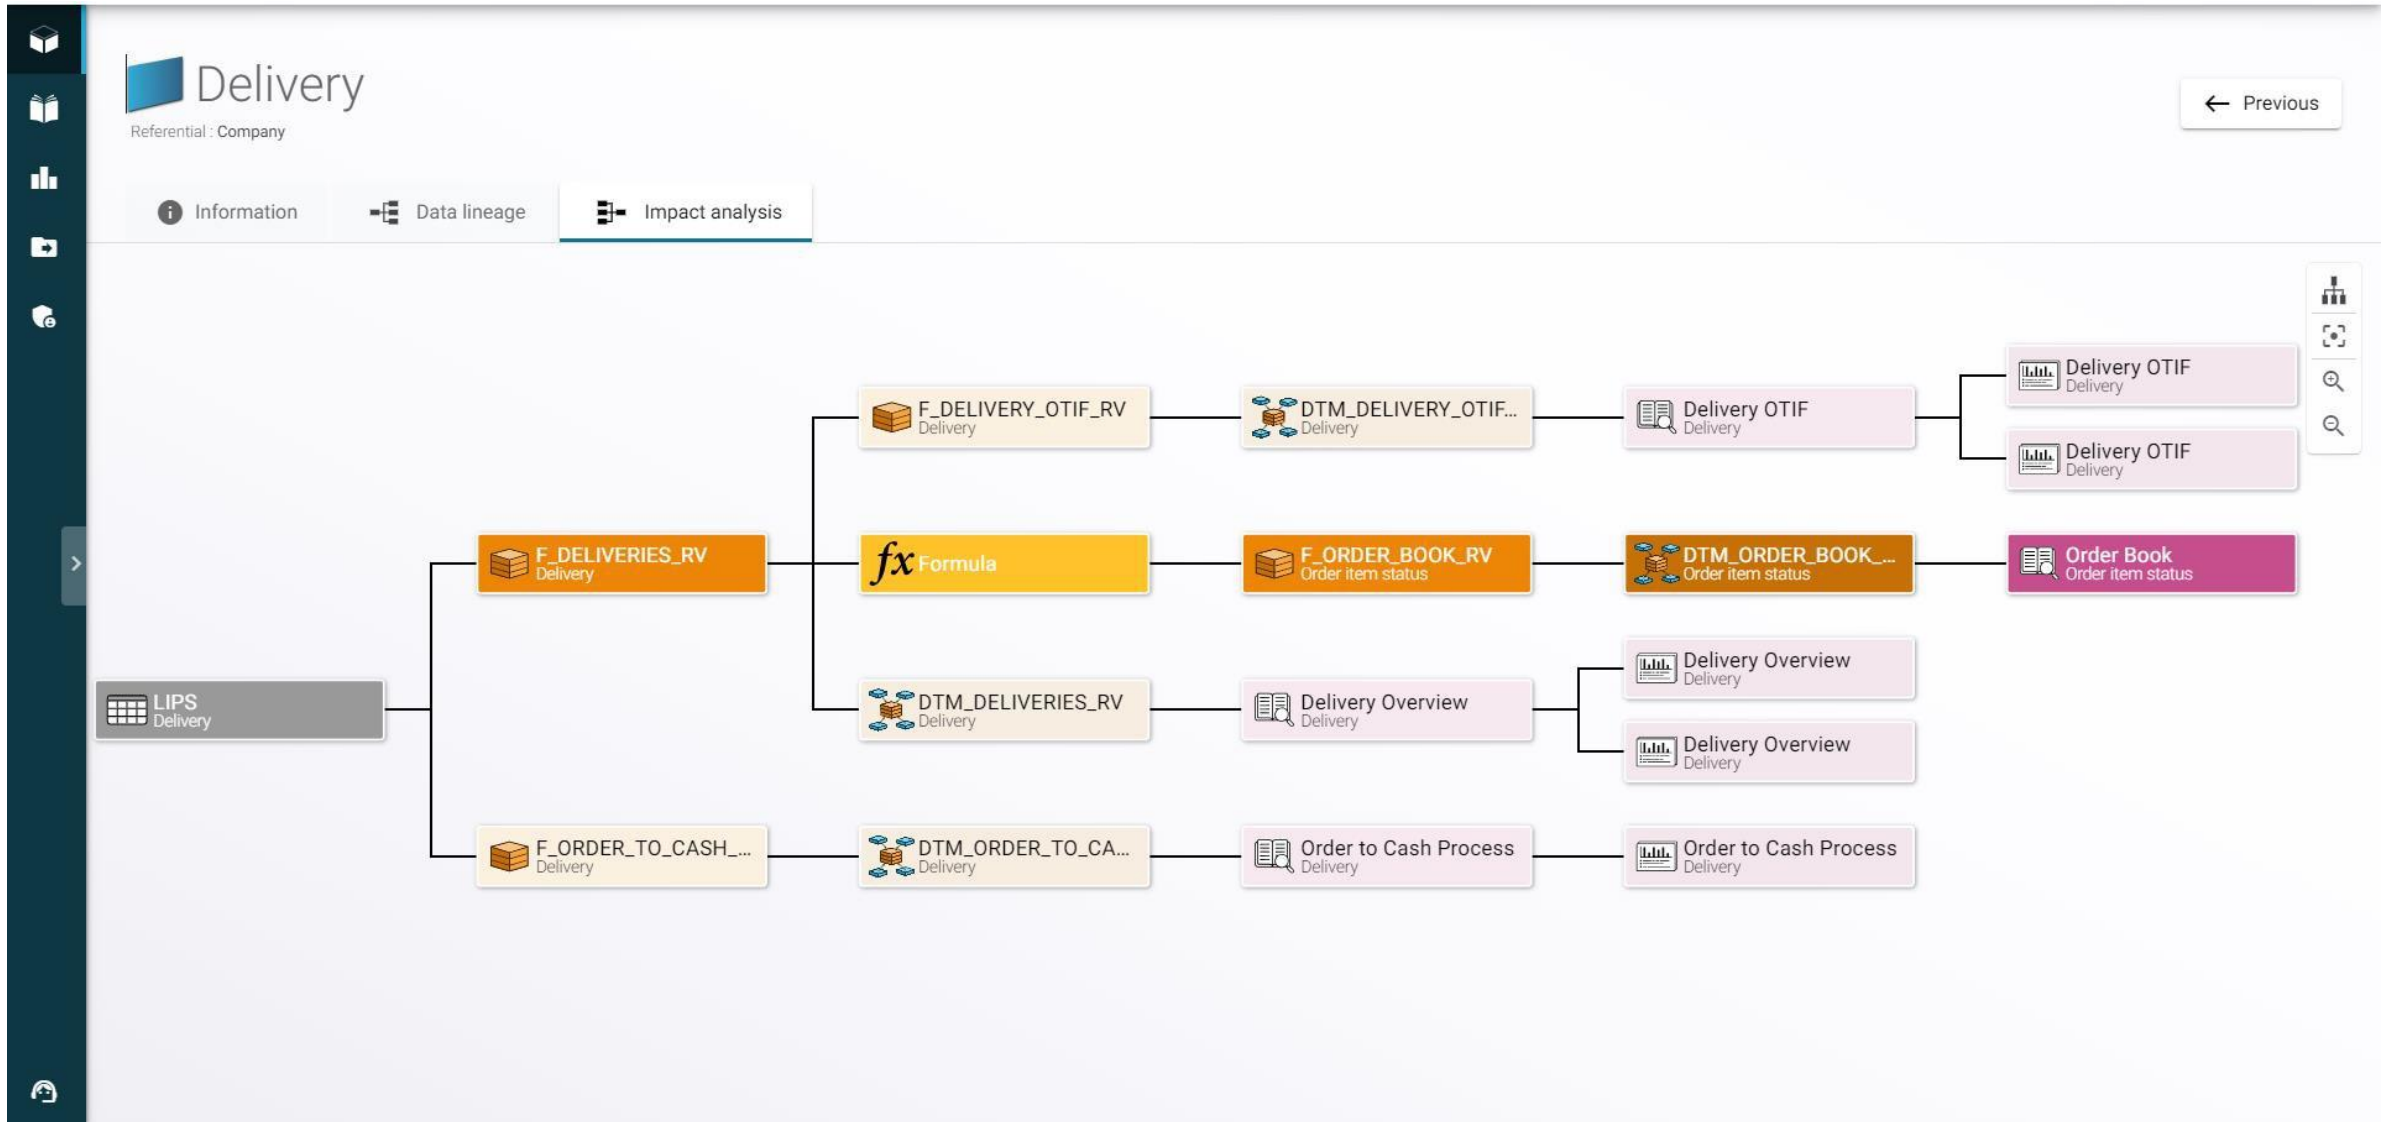 Delivery
Referential : Company
Previous
Information
Data lineage
Impact analysis
Delivery OTIF
Delivery
F_DELIVERY_OTIF_RV
Delivery
DTM_DELIVERY_OTIF...
Delivery
Delivery OTIF
Delivery
Delivery OTIF
Delivery
F_DELIVERIES_RV
Delivery
fx Formula
F_ORDER_BOOK_RV
Order item status
DTM_ORDER_BOOK_...
Order item status
Order Book
Order item status
Delivery Overview
Delivery
LIPS
Delivery
DTM_DELIVERIES_RV
Delivery
Delivery Overview
Delivery
Delivery Overview
Delivery
F_ORDER_TO_CASH_...
Delivery
DTM_ORDER_TO_CA...
Delivery
Order to Cash Process
Delivery
Order to Cash Process
Delivery